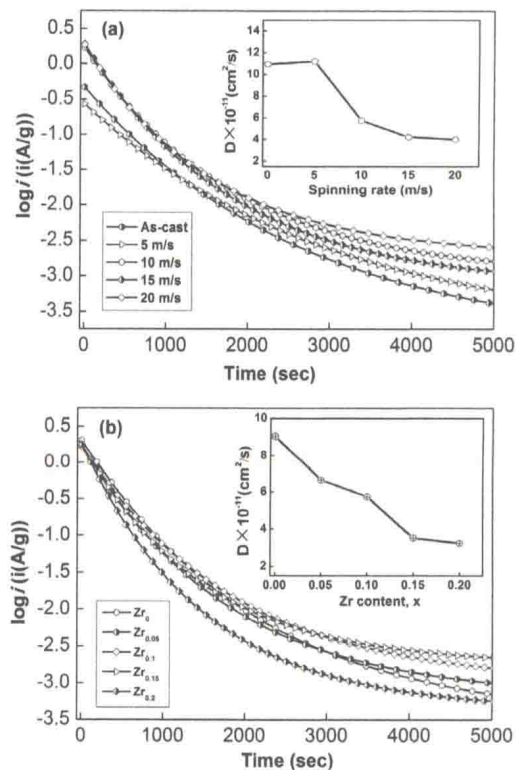 (a)
log i (i(A/g))
0.5
0.0
-0.5
-1.0
-1.5
-2.0
-2.5
-3.0
-3.5
0 1000 2000 3000 4000 5000
Time (sec)
As-cast
5 m/s
10 m/s
15 m/s
20 m/s
D×10⁻¹¹(cm²/s)
14
12
10
8
6
4
2
0 5 10 15 20
Spinning rate (m/s)
(b)
log i (i(A/g))
0.5
0.0
-0.5
-1.0
-1.5
-2.0
-2.5
-3.0
-3.5
0 1000 2000 3000 4000 5000
Time (sec)
Zr₀
Zr₀.₀₅
Zr₀.₁
Zr₀.₁₅
Zr₀.₂
D×10⁻¹¹(cm²/s)
10
8
6
4
2
0.00 0.05 0.10 0.15 0.20
Zr content, x